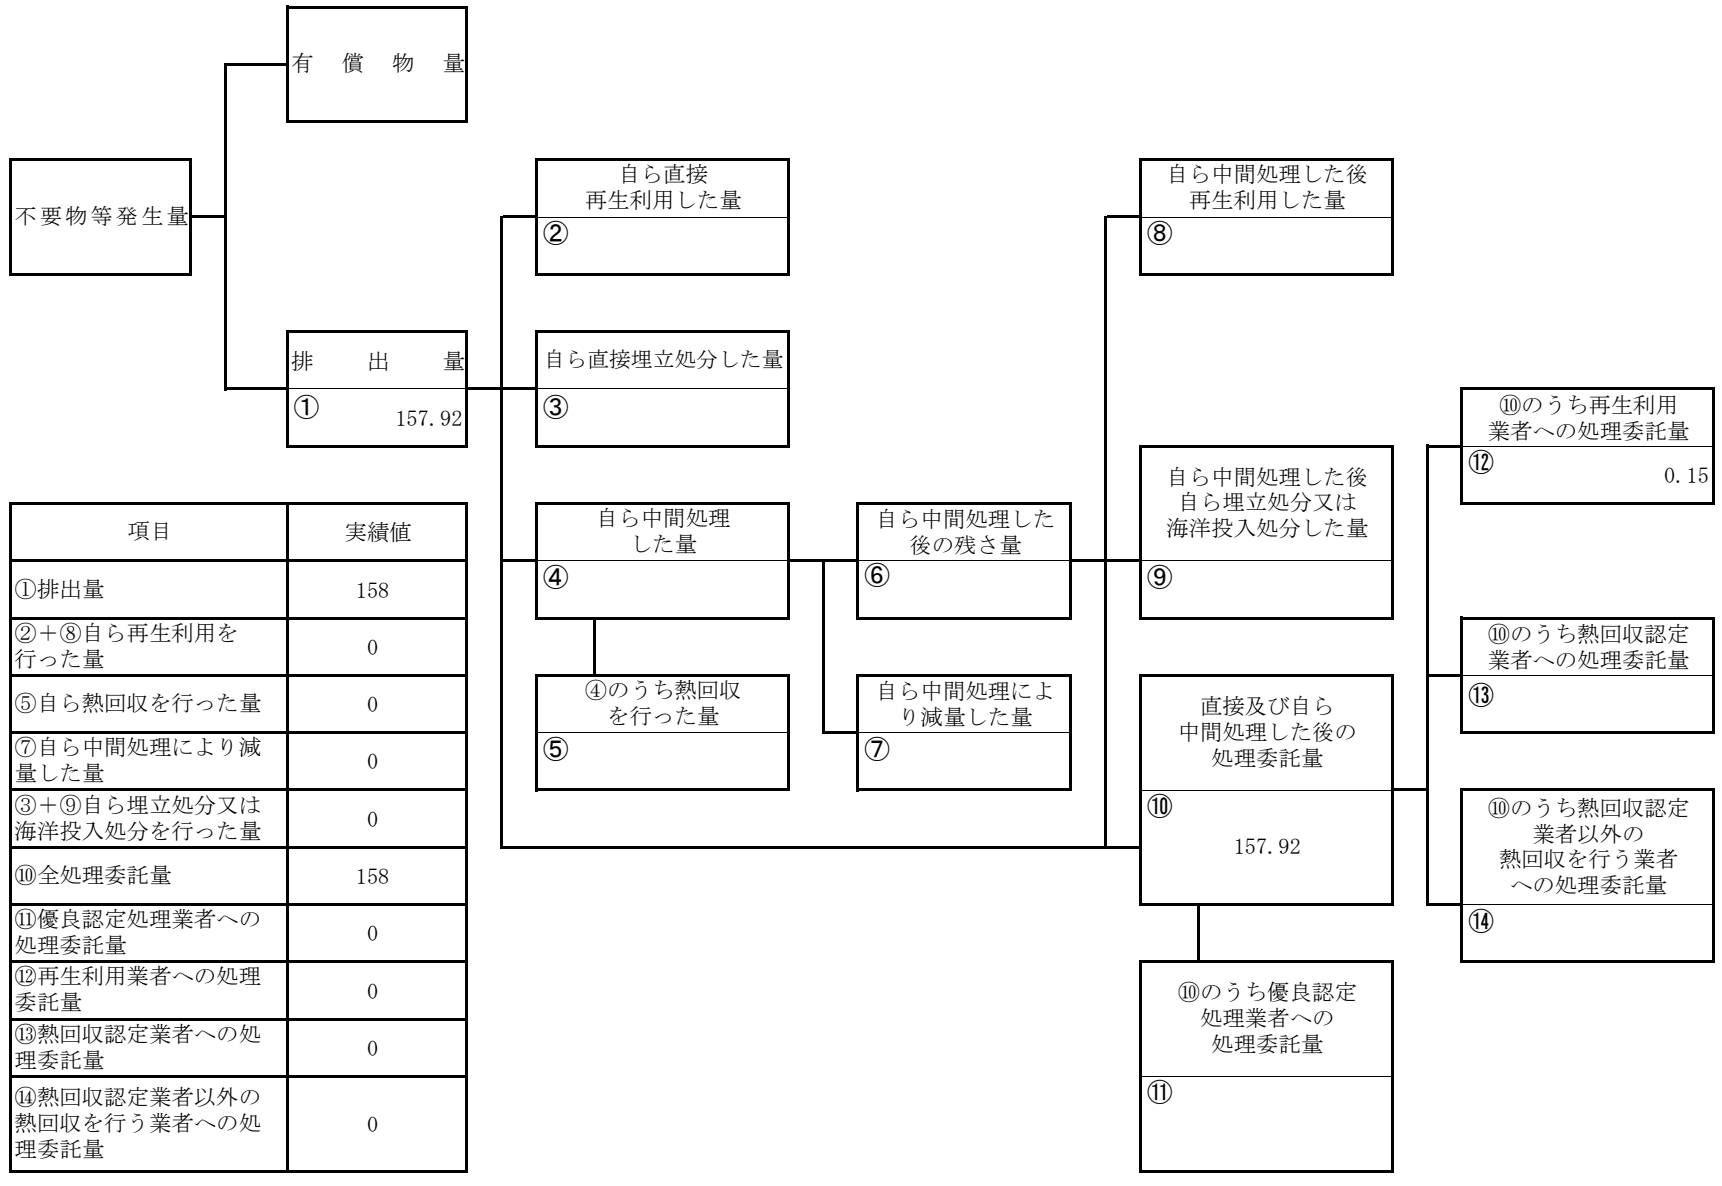 有償物量
自ら直接
再生利用した量
②
自ら中間処理した後
再生利用した量
⑧
不要物等発生量
排出量
①
157.92
自ら直接埋立処分した量
③
⑩のうち再生利用
業者への処理委託量
⑫
0.15
自ら中間処理した後
自ら埋立処分又は
海洋投入処分した量
⑨
自ら中間処理
した量
④
自ら中間処理した
後の残さ量
⑥
⑩のうち熱回収認定
業者への処理委託量
⑬
④のうち熱回収
を行った量
⑤
自ら中間処理によ
り減量した量
⑦
直接及び自ら
中間処理した後の
処理委託量
⑩
157.92
⑩のうち熱回収認定
業者以外の
熱回収を行う業者
への処理委託量
⑭
⑩のうち優良認定
処理業者への
処理委託量
⑪
項目 実績値
①排出量 158
②＋⑧自ら再生利用を
行った量 0
⑤自ら熱回収を行った量 0
⑦自ら中間処理により減
量した量 0
③＋⑨自ら埋立処分又は
海洋投入処分を行った量 0
⑩全処理委託量 158
⑪優良認定処理業者への
処理委託量 0
⑫再生利用業者への処理
委託量 0
⑬熱回収認定業者への処
理委託量 0
⑭熱回収認定業者以外の
熱回収を行う業者への処
理委託量 0